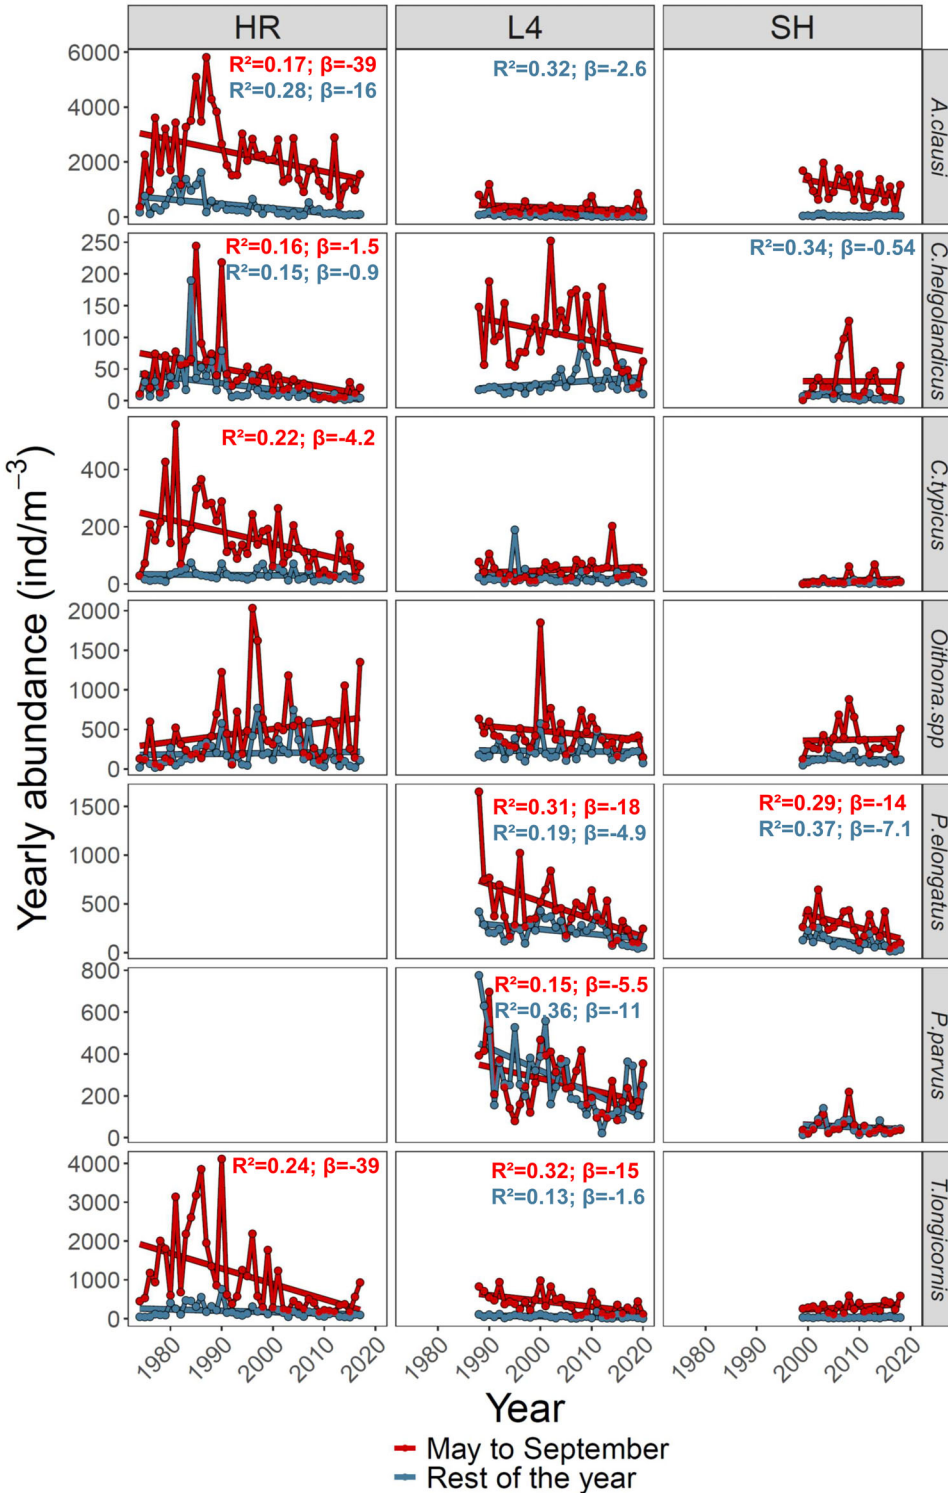 HR L4 SH
Yearly abundance (ind/m⁻³)
6000
4000
2000
0
R²=0.17; β=-39
R²=0.28; β=-16
R²=0.32; β=-2.6
A.clausi
250
200
150
100
50
0
R²=0.16; β=-1.5
R²=0.15; β=-0.9
R²=0.34; β=-0.54
C.helgolandicus
400
200
0
R²=0.22; β=-4.2
C.typicus
2000
1500
1000
500
0
Oithona.spp
1500
1000
500
0
R²=0.31; β=-18
R²=0.19; β=-4.9
R²=0.29; β=-14
R²=0.37; β=-7.1
P.elongatus
800
600
400
200
0
R²=0.15; β=-5.5
R²=0.36; β=-11
P.parvus
4000
3000
2000
1000
0
R²=0.24; β=-39
R²=0.32; β=-15
R²=0.13; β=-1.6
T.longicornis
1980 1990 2000 2010 2020 1980 1990 2000 2010 2020 1980 1990 2000 2010 2020
Year
May to September
Rest of the year